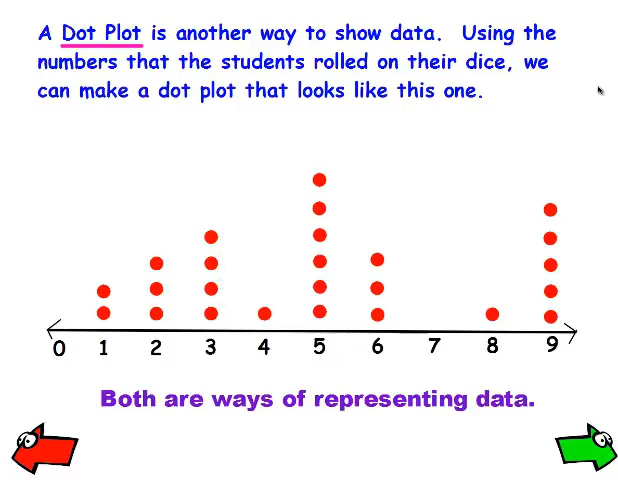 A Dot Plot is another way to show data. Using the
numbers that the students rolled on their dice, we
can make a dot plot that looks like this one.
0 1 2 3 4 5 6 7 8 9
Both are ways of representing data.